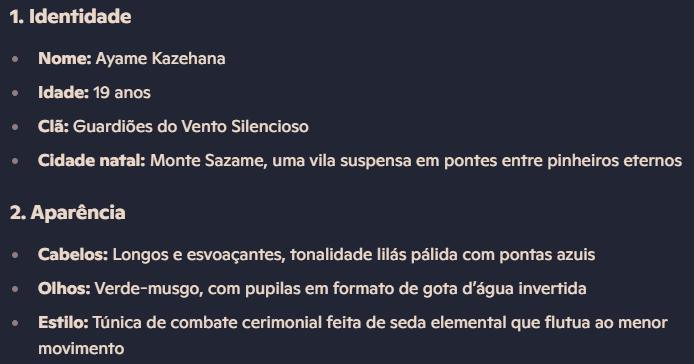 1. Identidade
• Nome: Ayame Kazehana
• Idade: 19 anos
• Clã: Guardiões do Vento Silencioso
• Cidade natal: Monte Sazame, uma vila suspensa em pontes entre pinheiros eternos
2. Aparência
• Cabelos: Longos e esvoaçantes, tonalidade lilás pálida com pontas azuis
• Olhos: Verde-musgo, com pupilas em formato de gota d’água invertida
• Estilo: Túnica de combate cerimonial feita de seda elemental que flutua ao menor
movimento